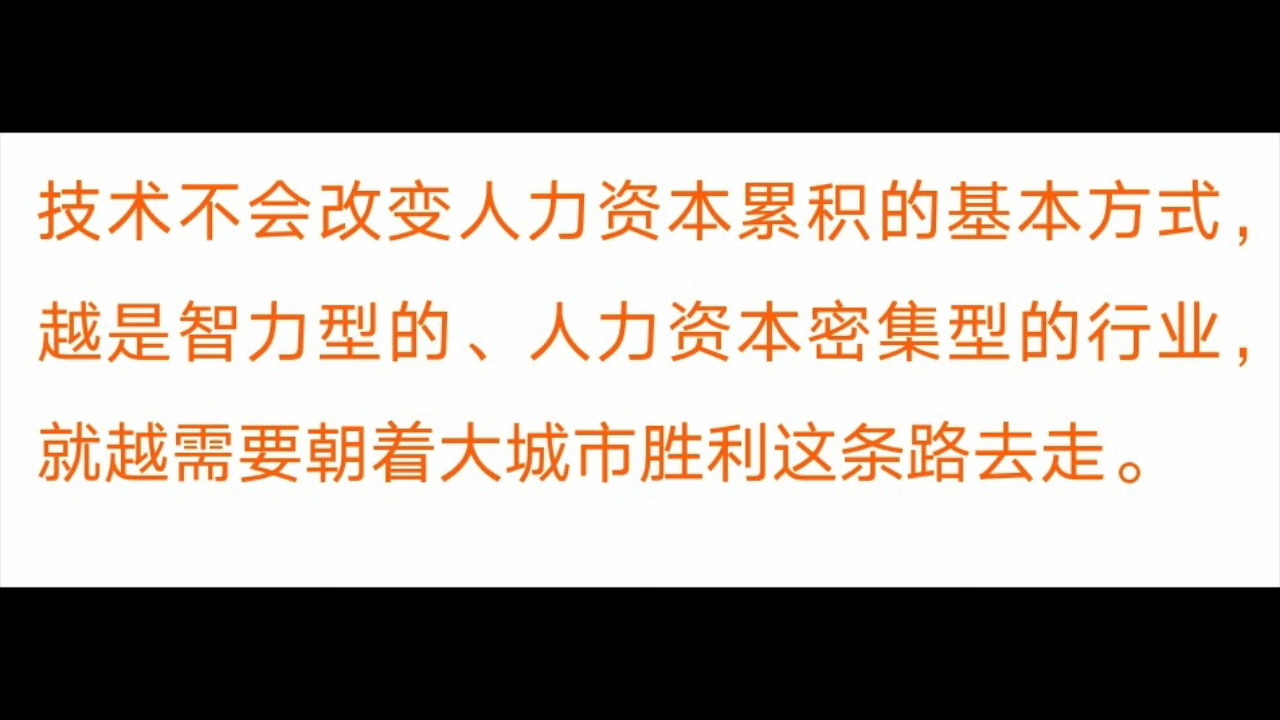 技术不会改变人力资本累积的基本方式，
越是智力型的、人力资本密集型的行业，
就越需要朝着大城市胜利这条路去走。